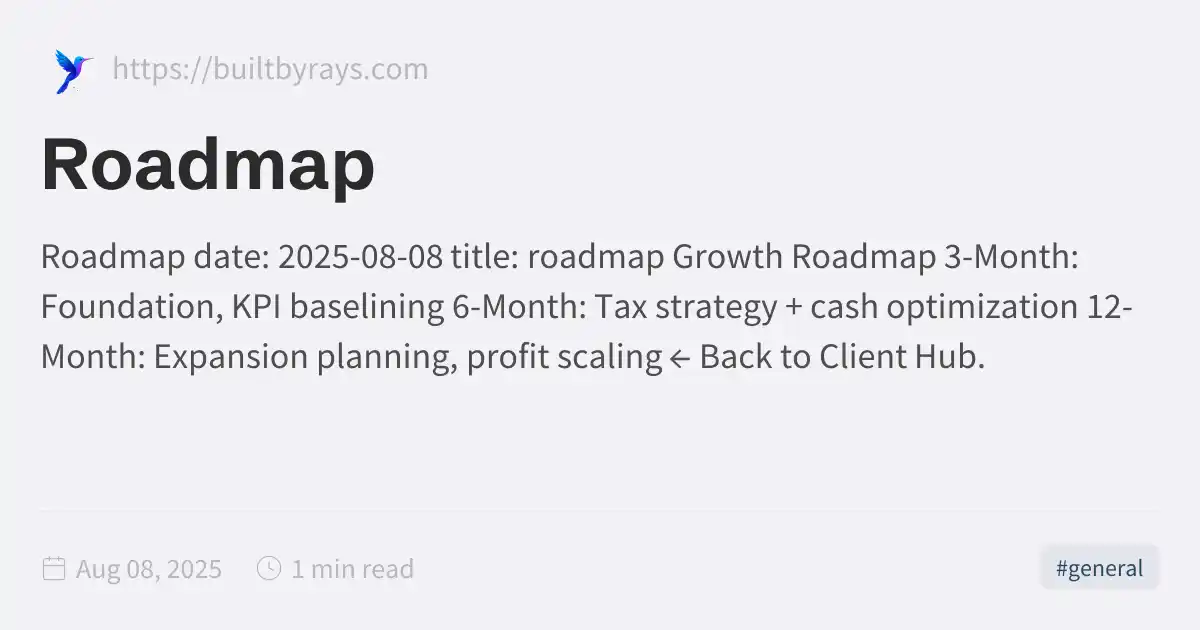 https://builtbyrays.com
Roadmap
Roadmap date: 2025-08-08 title: roadmap Growth Roadmap 3-Month:
Foundation, KPI baselining 6-Month: Tax strategy + cash optimization 12-
Month: Expansion planning, profit scaling ← Back to Client Hub.
Aug 08, 2025
1 min read
#general